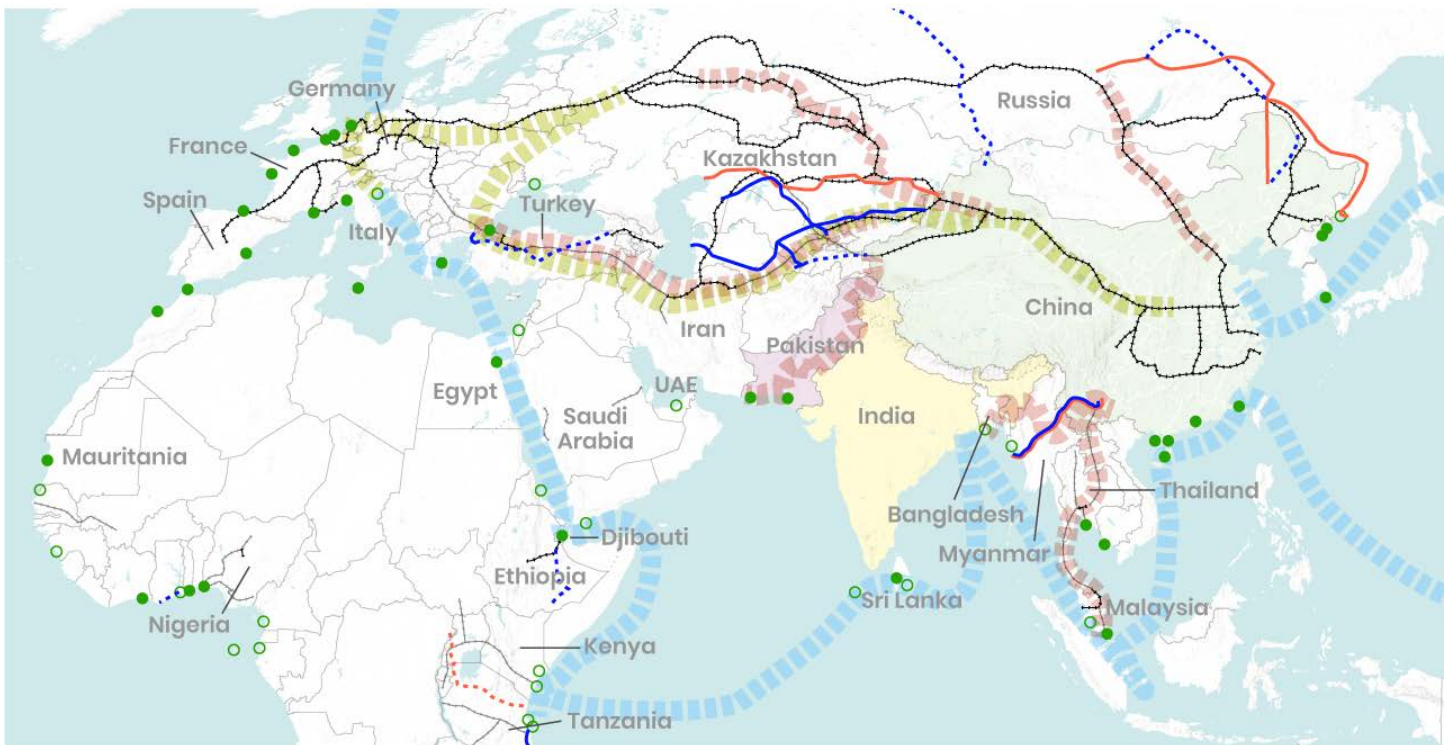 Germany
Russia
France
Kazakhstan
Spain
Turkey
Italy
China
Iran
Pakistan
Egypt
UAE
India
Saudi
Arabia
Mauritania
Thailand
Bangladesh
Djibouti
Myanmar
Ethiopia
Sri Lanka
Malaysia
Nigeria
Kenya
Tanzania